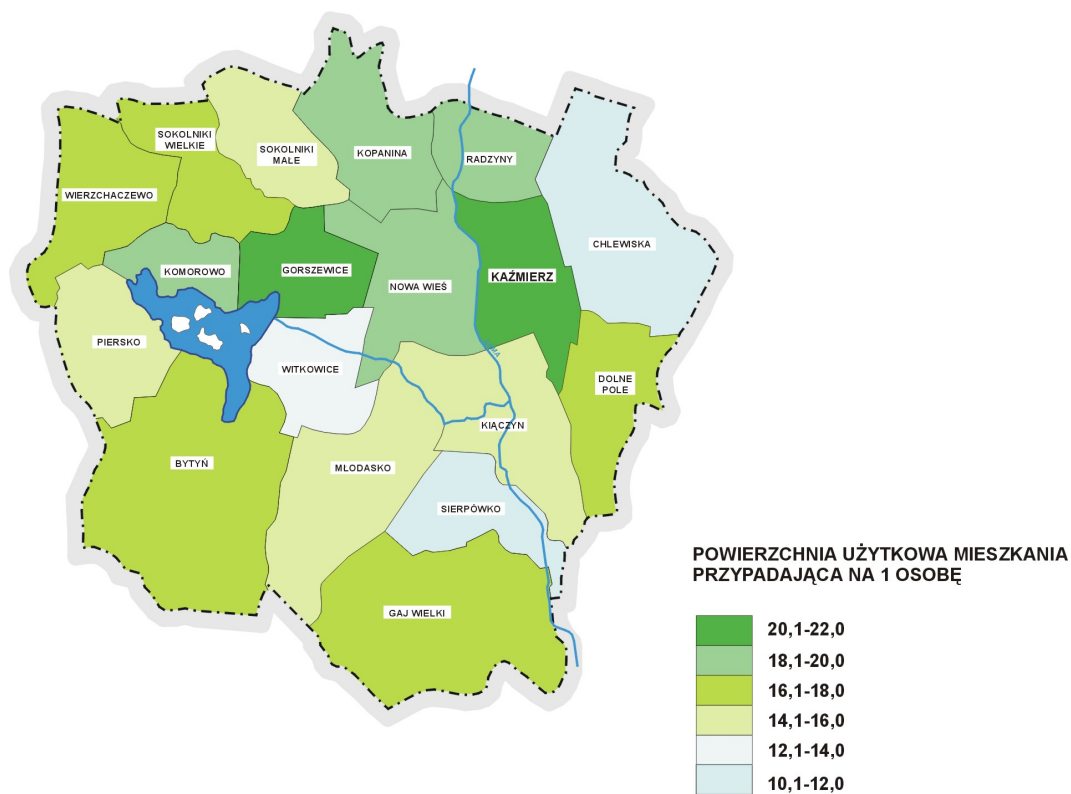 SOKOLNIKI
WIELKIE
SOKOLNIKI
MAŁE
KOPANINA
RADZYNY
WIERZCHACZEWO
CHLEWISKA
KOMOROWO
GORSZEWICE
KAŹMIERZ
NOWA WIEŚ
PIERSKO
WITKOWICE
DOLNE
POLE
KIĄCZYN
BYTYŃ
MŁODASKO
SIERPÓWKO
GAJ WIELKI
POWIERZCHNIA UŻYTKOWA MIESZKANIA
PRZYPADAJĄCA NA 1 OSOBĘ
20,1-22,0
18,1-20,0
16,1-18,0
14,1-16,0
12,1-14,0
10,1-12,0